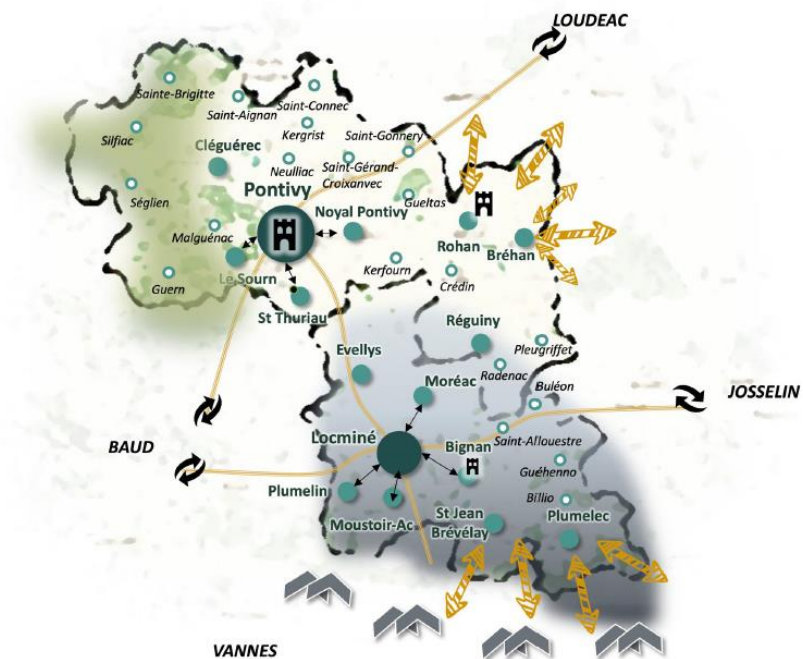 LOUDEAC
Sainte-Brigitte
Saint-Connec
Saint-Aignan
Silfiac
Kergrist
Saint-Gonnery
Cléguérec
Neulliac
Saint-Gérand-
Croixanvec
Séglien
Pontivy
Gueltas
Noyal Pontivy
Malguénac
Rohan
Bréhan
Kerfourn
Le Sourn
Guern
Crédin
St Thuriau
Réguiny
Evellys
Pleugriffet
Radenac
Moréac
Buléon
JOSSELIN
Locminé
Bignan
Saint-Allouestre
BAUD
Guéhenno
Plumelin
Billio
Moustoir-Ac
St Jean
Brévélay
Plumelec
VANNES